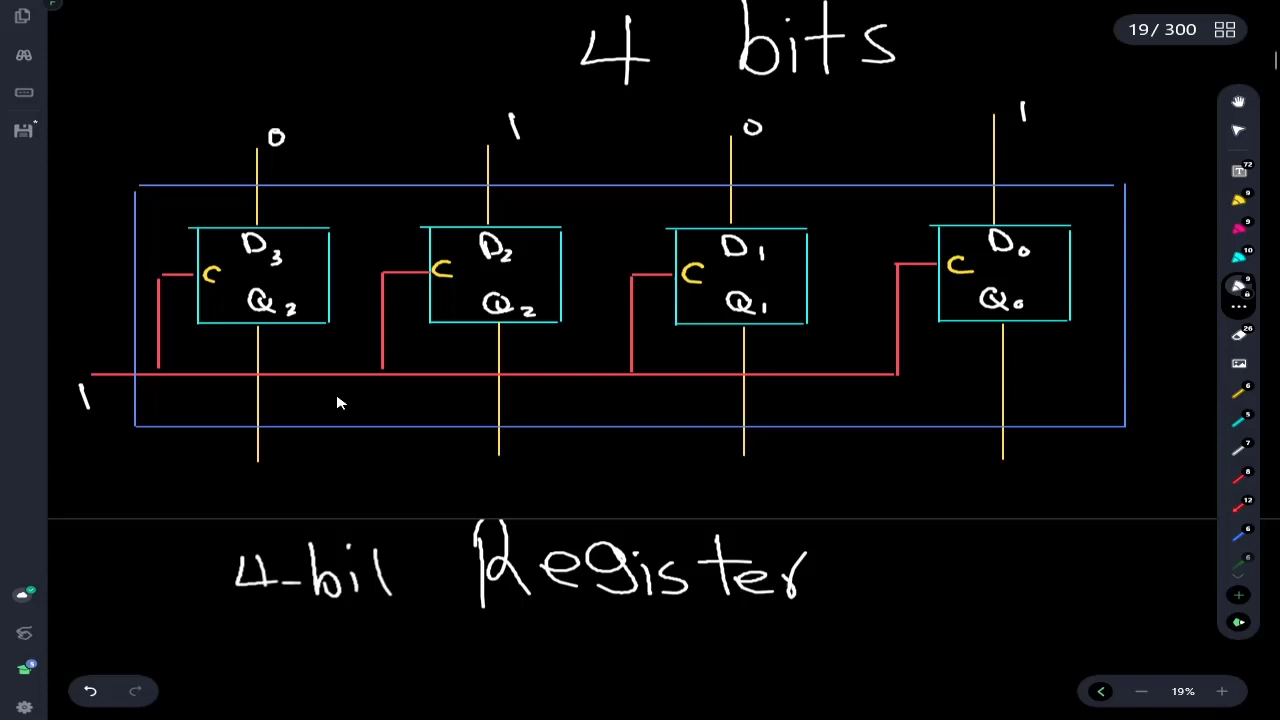 19 / 300
4 bits
0 1 0 1
D3 D2 D1 D0
C C C C
Q2 Q2 Q1 Q0
1
4-bil Register
19%